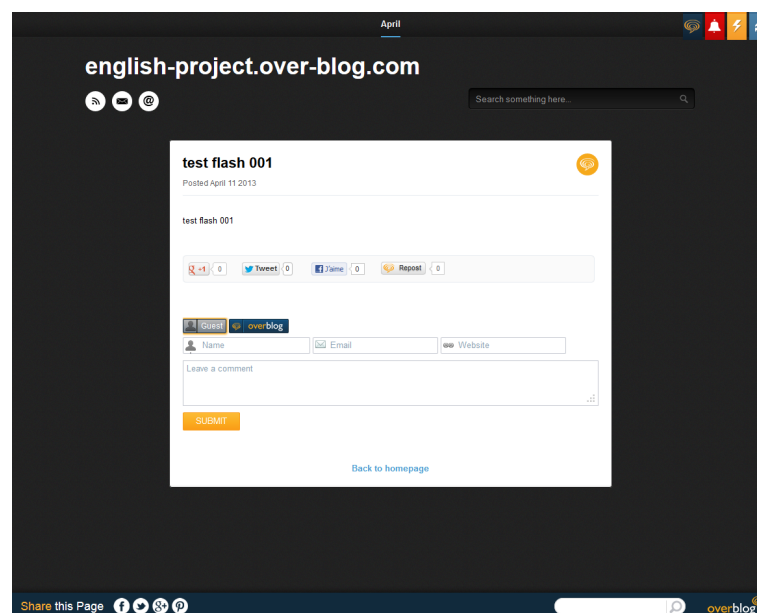 April
english-project.over-blog.com
@
Search something here...
test flash 001
Posted April 11 2013
test flash 001
+1 0 Tweet 0 J'aime 0 Repost 0
Guest overblog
Name Email Website
Leave a comment
SUBMIT
Back to homepage
Share this Page overblog